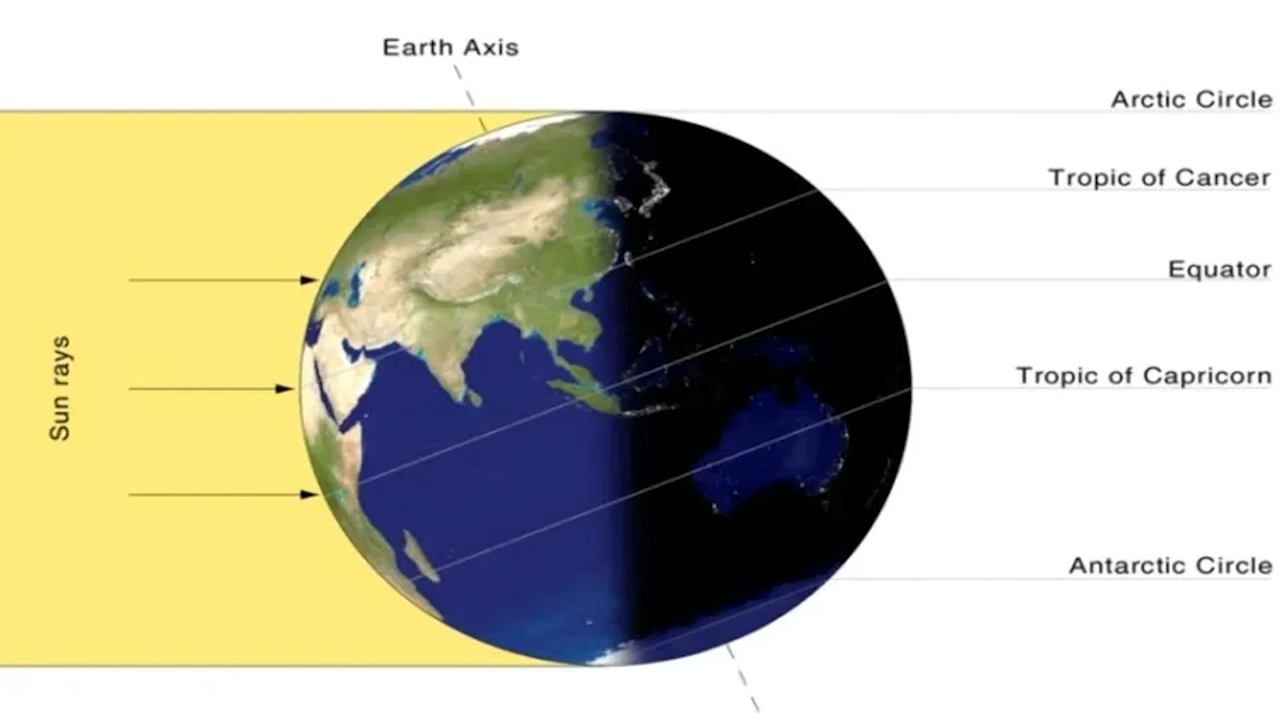 Earth Axis
Arctic Circle
Tropic of Cancer
Equator
Sun rays
Tropic of Capricorn
Antarctic Circle